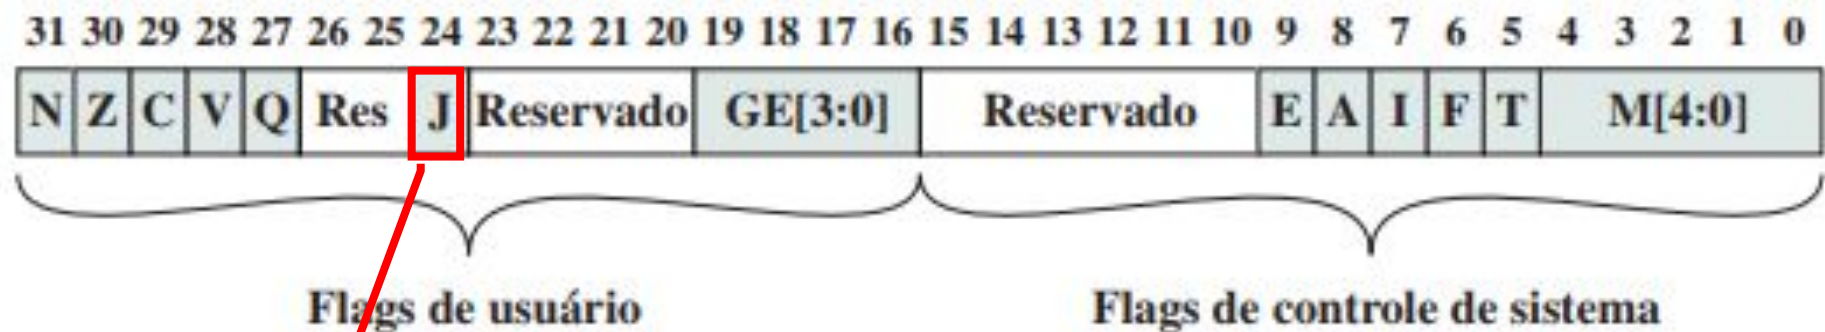 31 30 29 28 27 26 25 24 23 22 21 20 19 18 17 16 15 14 13 12 11 10 9 8 7 6 5 4 3 2 1 0
N Z C V Q Res J Reservado GE[3:0] Reservado E A I F T M[4:0]
Flags de usuário Flags de controle de sistema